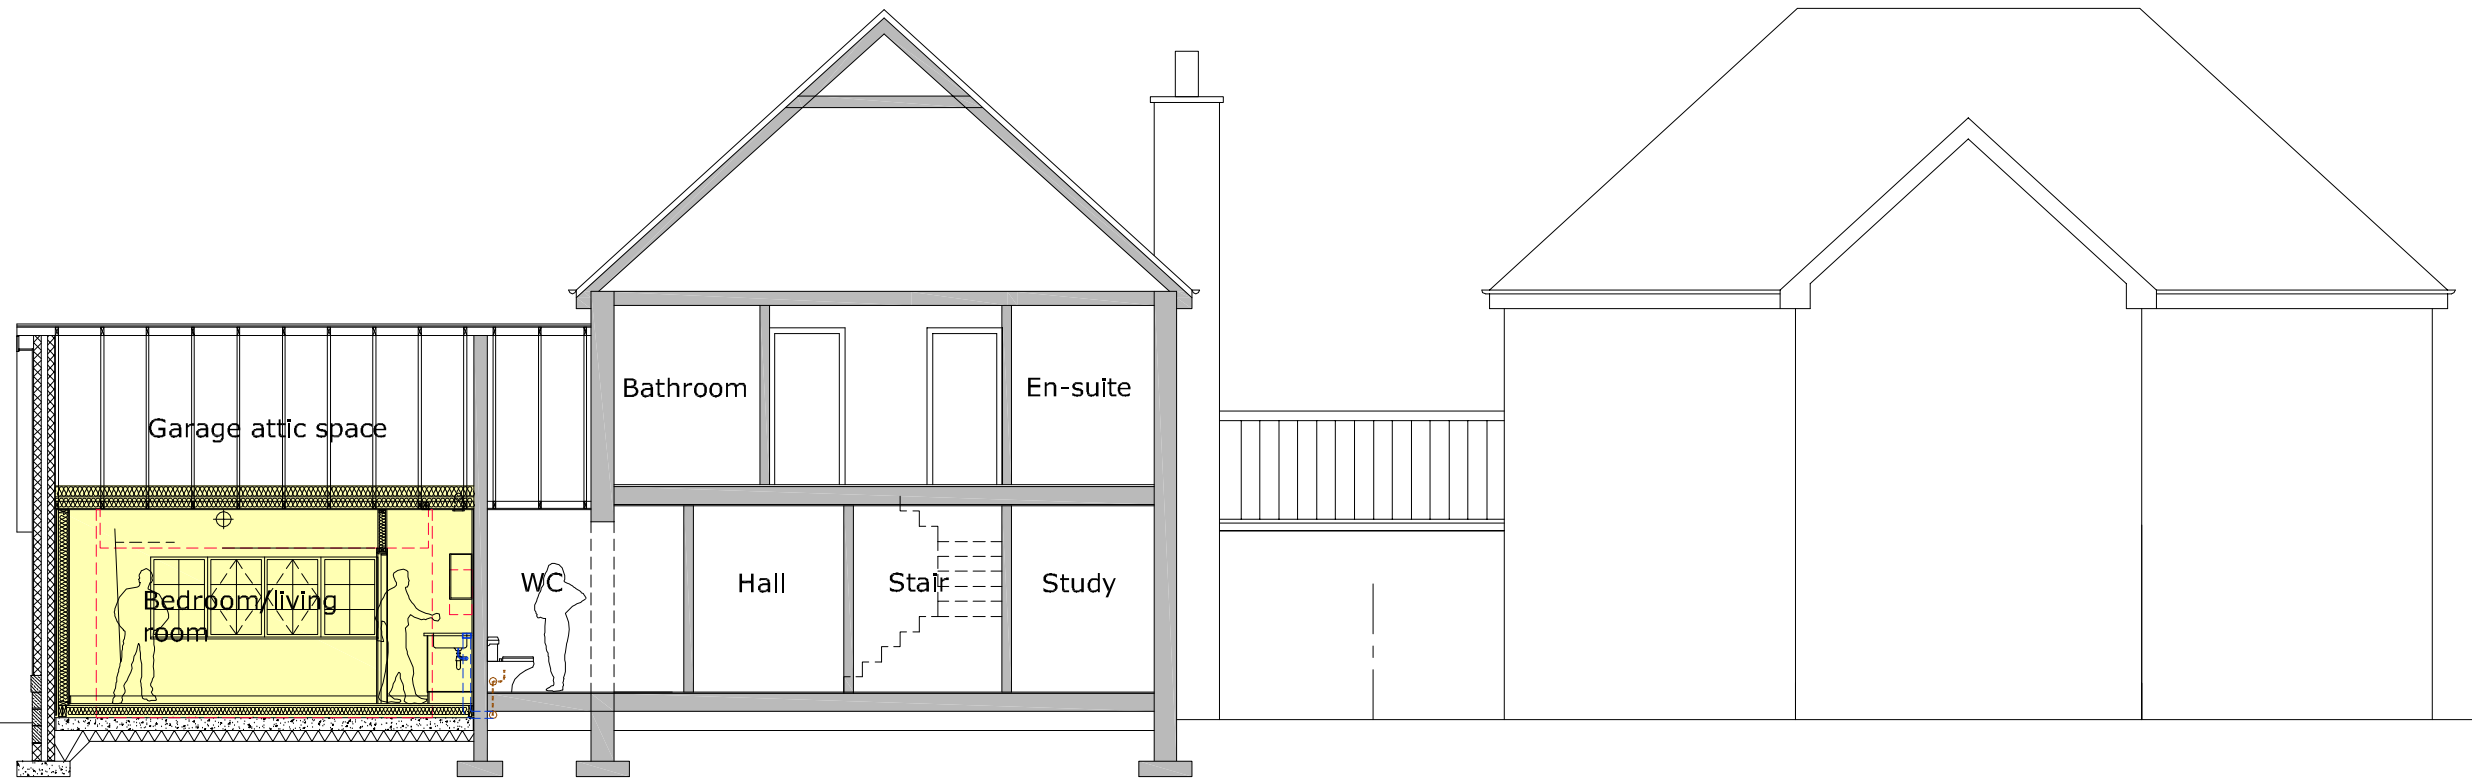 Bathroom
En-suite
Garage attic space
WC
Hall
Stair
Study
Bedroom/living
room